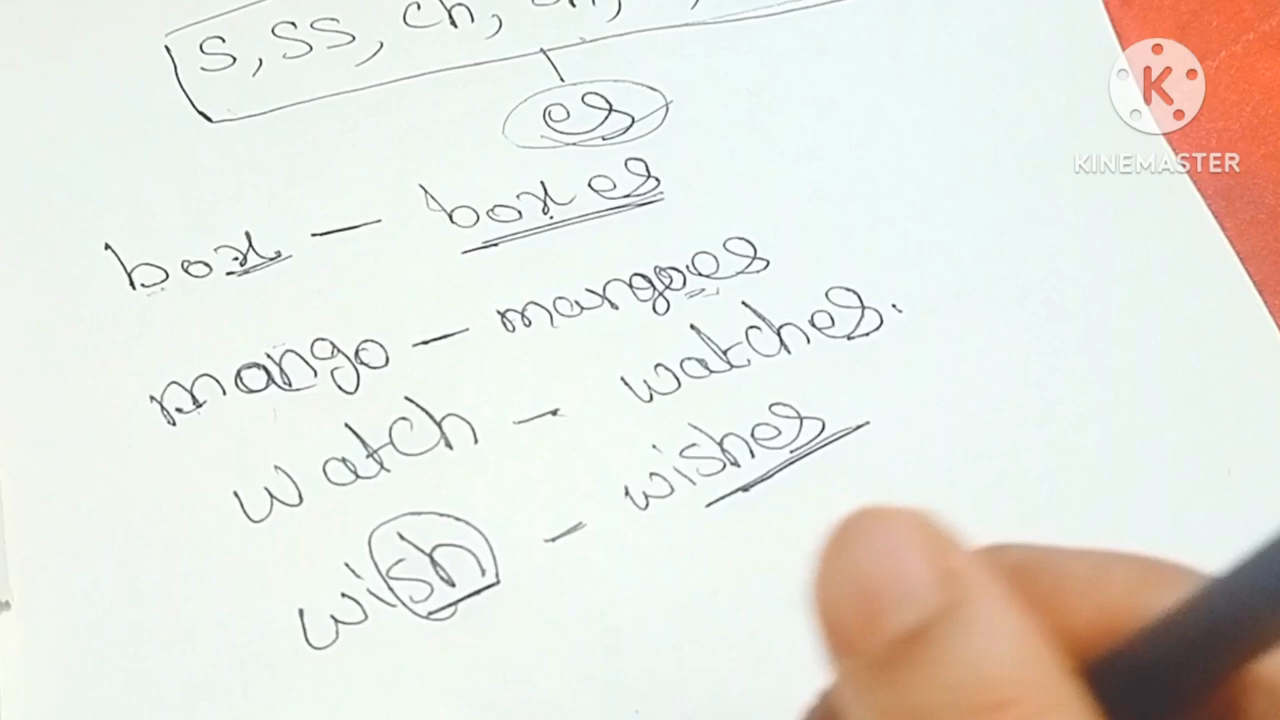 s, ss, ch,
es
box — boxes
mango — mangoes
watch — watches.
wish — wishes
KINEMASTER